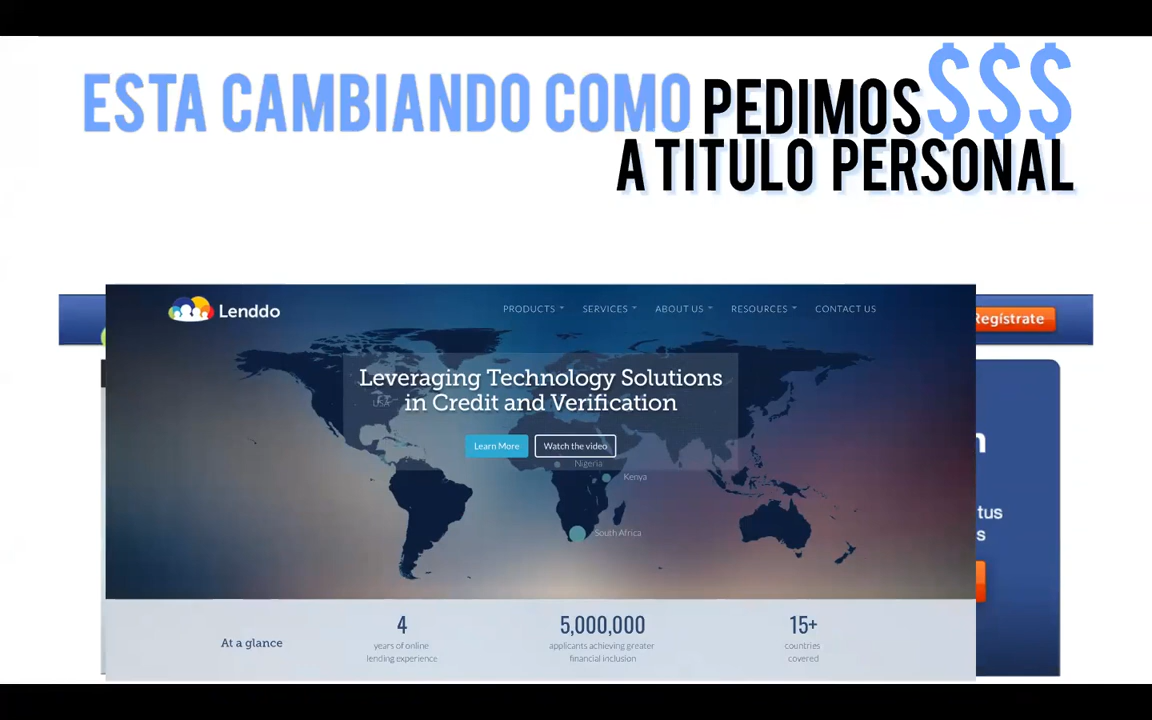 ESTA CAMBIANDO COMO PEDIMOS $$$
A TITULO PERSONAL
Lenddo
PRODUCTS
SERVICES
ABOUT US
RESOURCES
CONTACT US
Regístrate
Leveraging Technology Solutions
in Credit and Verification
USA
Learn More
Watch the video
n
Nigeria
Kenya
tus
s
South Africa
At a glance
4
years of online
lending experience
5,000,000
applicants achieving greater
financial inclusion
15+
countries
covered